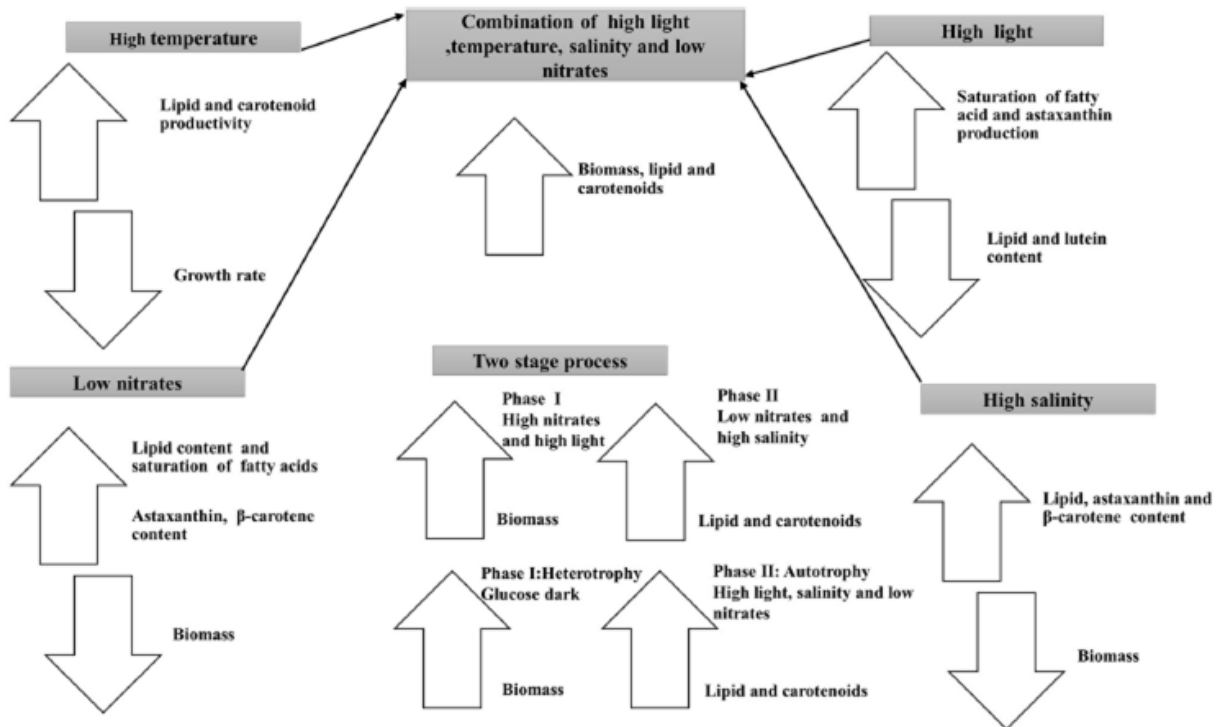 High temperature
Lipid and carotenoid
productivity
Growth rate
Combination of high light
,temperature, salinity and low
nitrates
Biomass, lipid and
carotenoids
High light
Saturation of fatty
acid and astaxanthin
production
Lipid and lutein
content
Low nitrates
Lipid content and
saturation of fatty acids
Astaxanthin, β-carotene
content
Biomass
Two stage process
Phase I
High nitrates
and high light
Biomass
Phase II
Low nitrates and
high salinity
Lipid and carotenoids
Phase I:Heterotrophy
Glucose dark
Biomass
Phase II: Autotrophy
High light, salinity and low
nitrates
Lipid and carotenoids
High salinity
Lipid, astaxanthin and
β-carotene content
Biomass